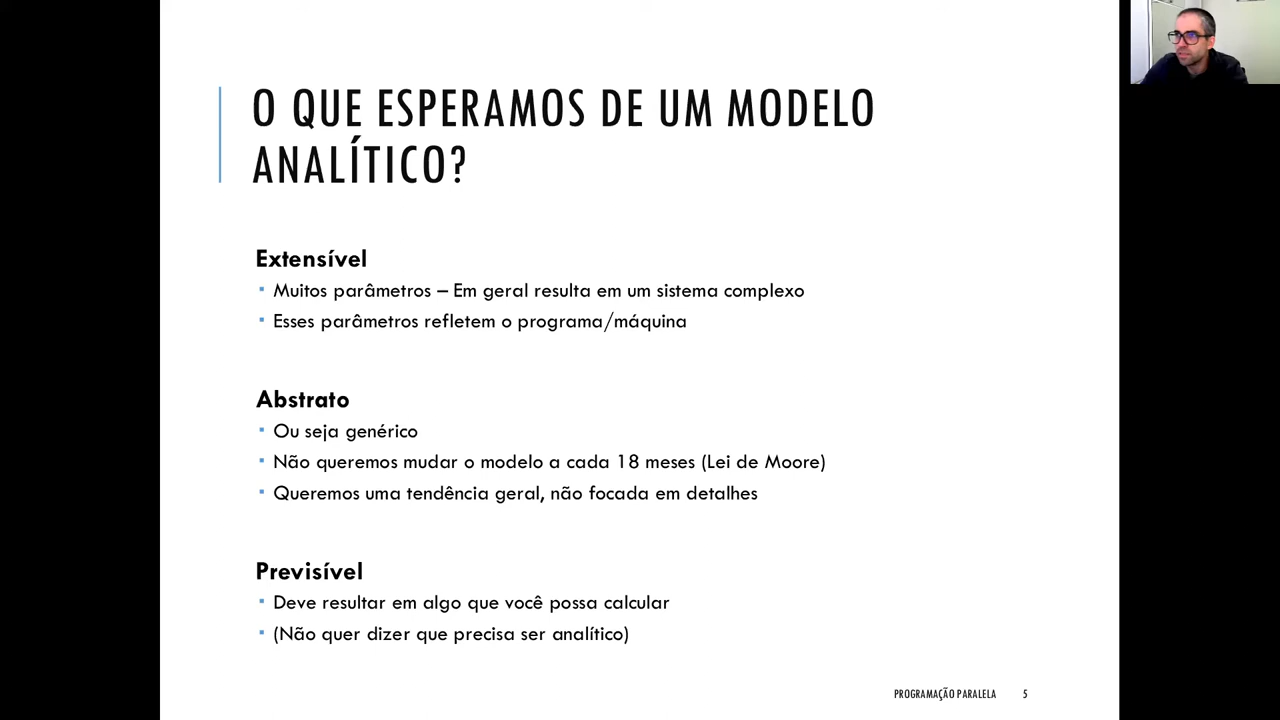 O QUE ESPERAMOS DE UM MODELO
ANALÍTICO?
Extensível
▪ Muitos parâmetros – Em geral resulta em um sistema complexo
▪ Esses parâmetros refletem o programa/máquina
Abstrato
▪ Ou seja genérico
▪ Não queremos mudar o modelo a cada 18 meses (Lei de Moore)
▪ Queremos uma tendência geral, não focada em detalhes
Previsível
▪ Deve resultar em algo que você possa calcular
▪ (Não quer dizer que precisa ser analítico)
PROGRAMAÇÃO PARALELA 5